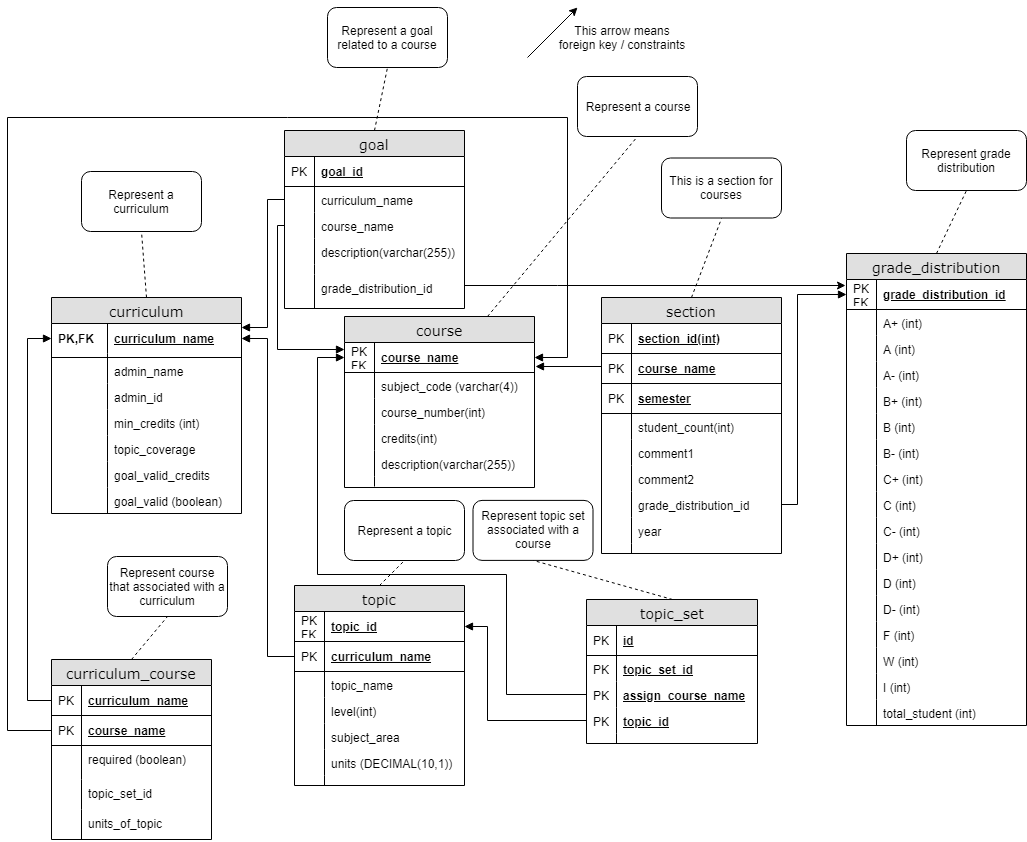 Represent a goal
related to a course
This arrow means
foreign key / constraints
Represent a course
Represent grade
distribution
This is a section for
courses
Represent a
curriculum
goal
PK goal_id
curriculum_name
course_name
description(varchar(255))
grade_distribution_id
grade_distribution
PK
FK
grade_distribution_id
A+ (int)
A (int)
A- (int)
B+ (int)
B (int)
B- (int)
C+ (int)
C (int)
C- (int)
D+ (int)
D (int)
D- (int)
F (int)
W (int)
I (int)
total_student (int)
curriculum
PK,FK curriculum_name
admin_name
admin_id
min_credits (int)
topic_coverage
goal_valid_credits
goal_valid (boolean)
course
PK
FK
course_name
subject_code (varchar(4))
course_number(int)
credits(int)
description(varchar(255))
section
PK section_id(int)
PK course_name
PK semester
student_count(int)
comment1
comment2
grade_distribution_id
year
Represent a topic
Represent topic set
associated with a
course
Represent course
that associated with a
curriculum
topic
PK
FK
topic_id
PK curriculum_name
topic_name
level(int)
subject_area
units (DECIMAL(10,1))
topic_set
PK id
PK topic_set_id
PK assign_course_name
PK topic_id
curriculum_course
PK curriculum_name
PK course_name
required (boolean)
topic_set_id
units_of_topic